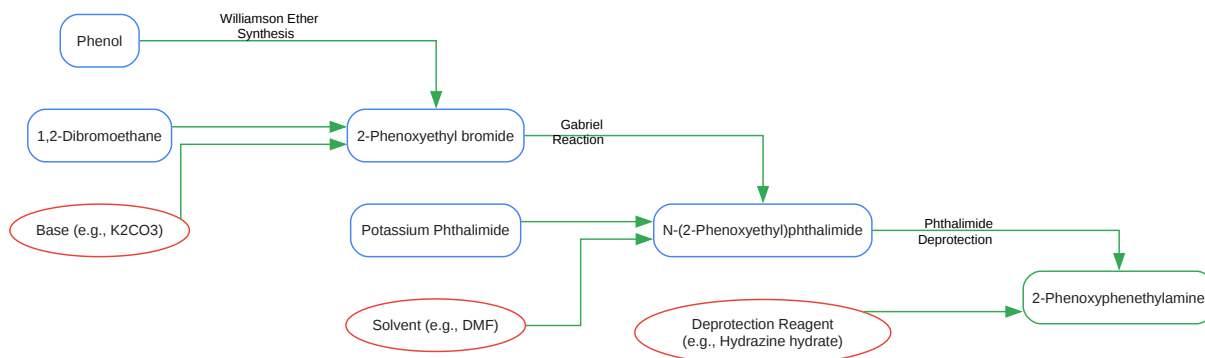 Williamson Ether
Synthesis
Phenol
1,2-Dibromoethane
2-Phenoxyethyl bromide
Gabriel
Reaction
Base (e.g., K2CO3)
Potassium Phthalimide
N-(2-Phenoxyethyl)phthalimide
Phthalimide
Deprotection
2-Phenoxyphenethylamine
Solvent (e.g., DMF)
Deprotection Reagent
(e.g., Hydrazine hydrate)